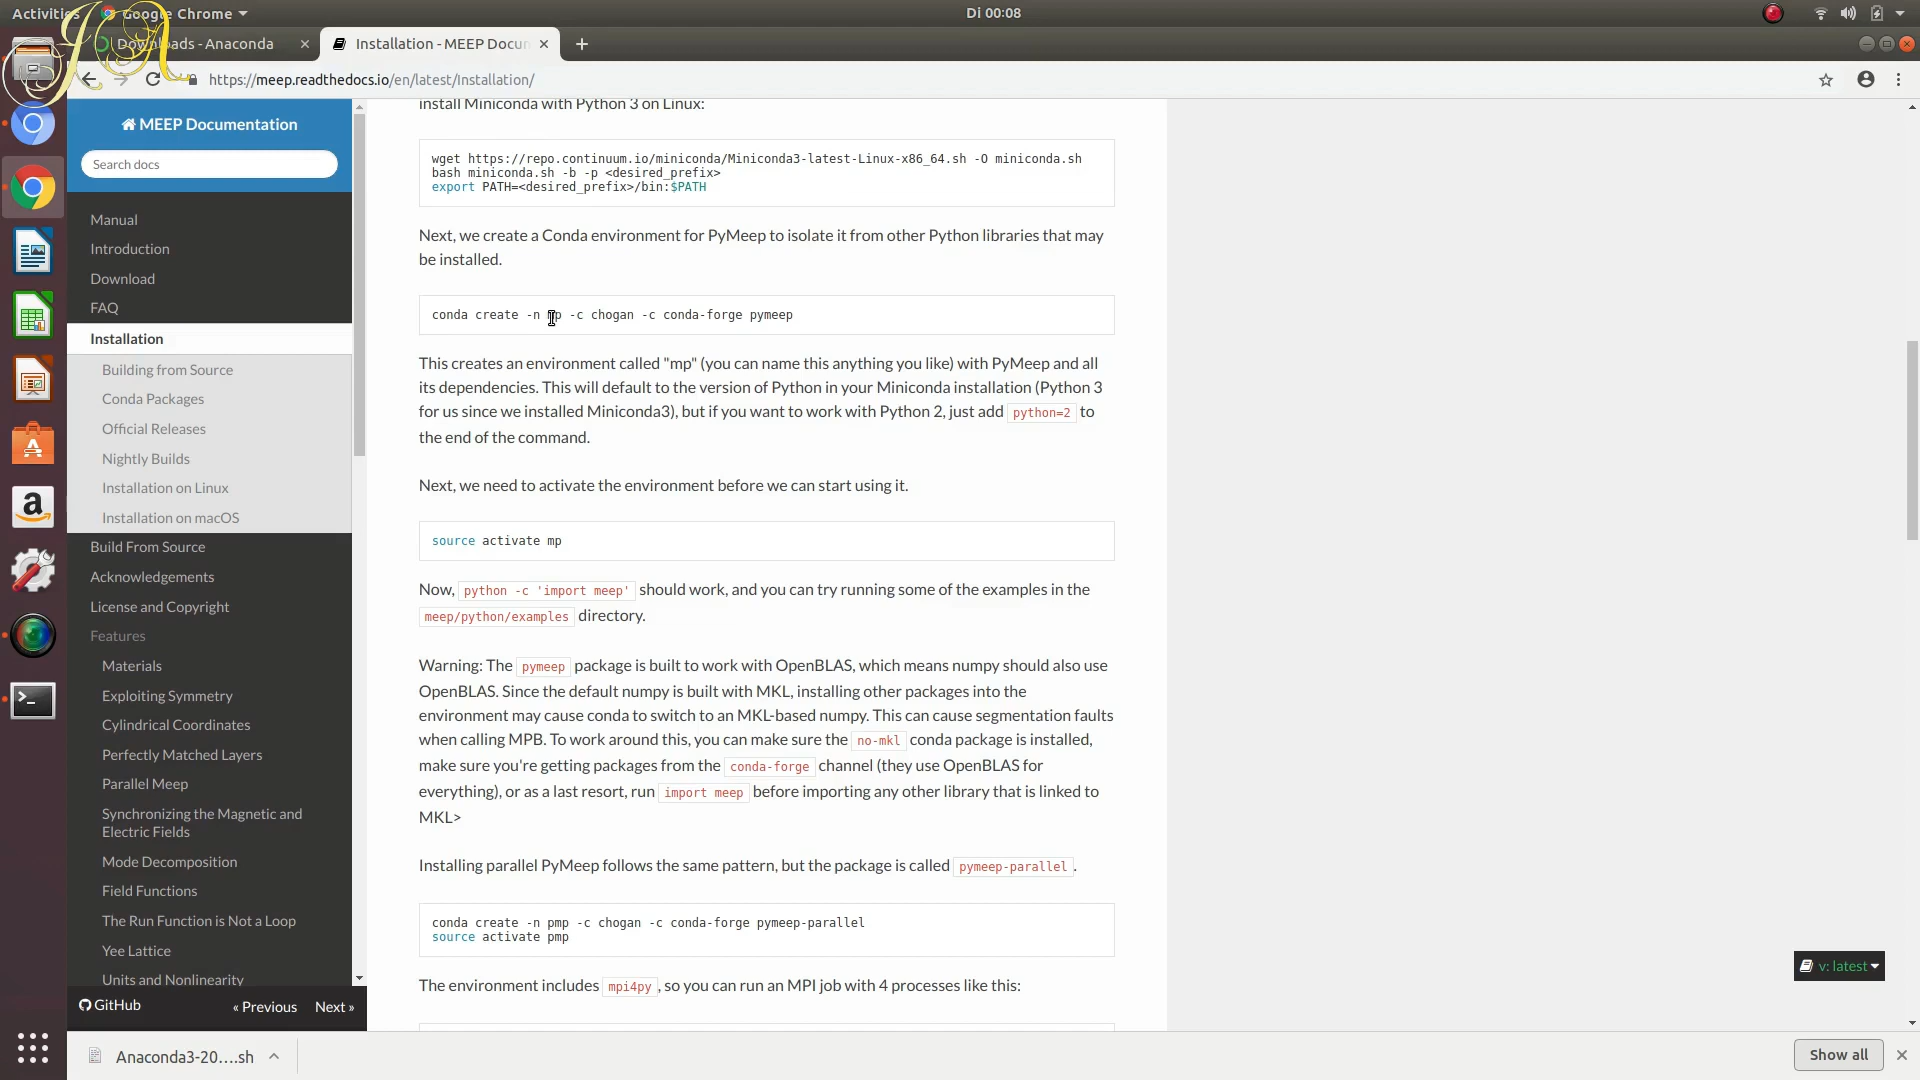 Activities
Google Chrome
Di 00:08
Downloads - Anaconda
Installation - MEEP Docu
https://meep.readthedocs.io/en/latest/Installation/
MEEP Documentation
Search docs
Manual
Introduction
Download
FAQ
Installation
Building from Source
Conda Packages
Official Releases
Nightly Builds
Installation on Linux
Installation on macOS
Build From Source
Acknowledgements
License and Copyright
Features
Materials
Exploiting Symmetry
Cylindrical Coordinates
Perfectly Matched Layers
Parallel Meep
Synchronizing the Magnetic and
Electric Fields
Mode Decomposition
Field Functions
The Run Function is Not a Loop
Yee Lattice
Units and Nonlinearity
GitHub
« Previous
Next »
install Miniconda with Python 3 on Linux:
wget https://repo.continuum.io/miniconda/Miniconda3-latest-Linux-x86_64.sh -O miniconda.sh
bash miniconda.sh -b -p <desired_prefix>
export PATH=<desired_prefix>/bin:$PATH
Next, we create a Conda environment for PyMeep to isolate it from other Python libraries that may
be installed.
conda create -n mp -c chogan -c conda-forge pymeep
This creates an environment called "mp" (you can name this anything you like) with PyMeep and all
its dependencies. This will default to the version of Python in your Miniconda installation (Python 3
for us since we installed Miniconda3), but if you want to work with Python 2, just add python=2 to
the end of the command.
Next, we need to activate the environment before we can start using it.
source activate mp
Now, python -c 'import meep' should work, and you can try running some of the examples in the
meep/python/examples directory.
Warning: The pymeep package is built to work with OpenBLAS, which means numpy should also use
OpenBLAS. Since the default numpy is built with MKL, installing other packages into the
environment may cause conda to switch to an MKL-based numpy. This can cause segmentation faults
when calling MPB. To work around this, you can make sure the no-mkl conda package is installed,
make sure you're getting packages from the conda-forge channel (they use OpenBLAS for
everything), or as a last resort, run import meep before importing any other library that is linked to
MKL>
Installing parallel PyMeep follows the same pattern, but the package is called pymeep-parallel.
conda create -n pmp -c chogan -c conda-forge pymeep-parallel
source activate pmp
The environment includes mpi4py, so you can run an MPI job with 4 processes like this:
v: latest
Anaconda3-20....sh
Show all